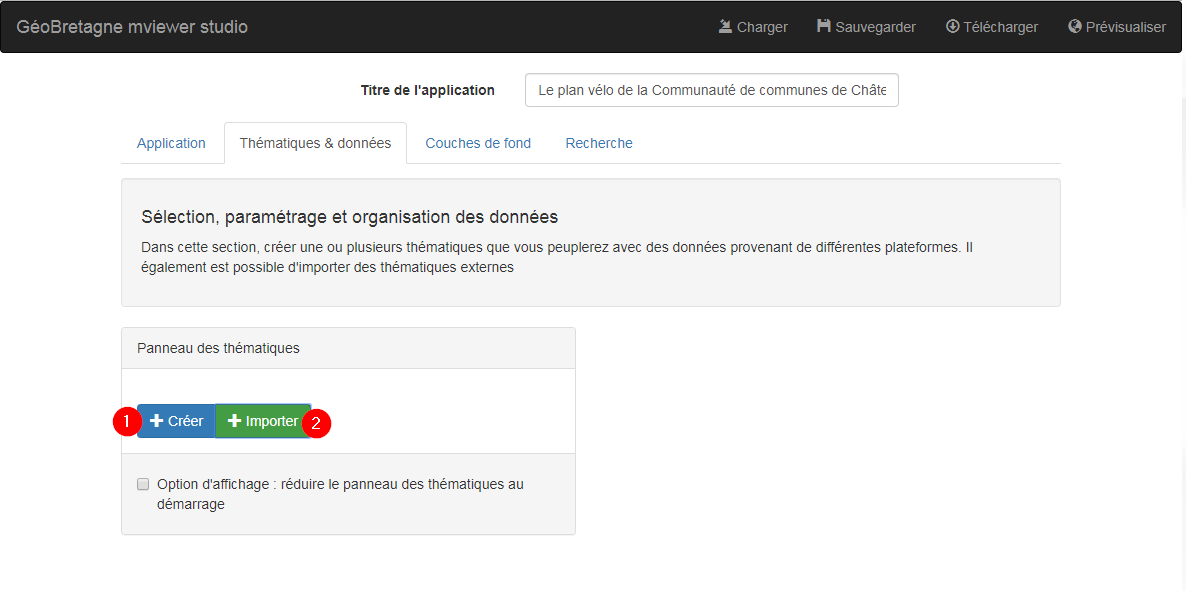 GéoBretagne mviewer studio Charger Sauvegarder Télécharger Prévisualiser
Titre de l'application Le plan vélo de la Communauté de communes de Châte
Application Thématiques & données Couches de fond Recherche
Sélection, paramétrage et organisation des données
Dans cette section, créer une ou plusieurs thématiques que vous peuplerez avec des données provenant de différentes plateformes. Il
également est possible d'importer des thématiques externes
Panneau des thématiques
1 Créer Importer 2
Option d'affichage : réduire le panneau des thématiques au
démarrage